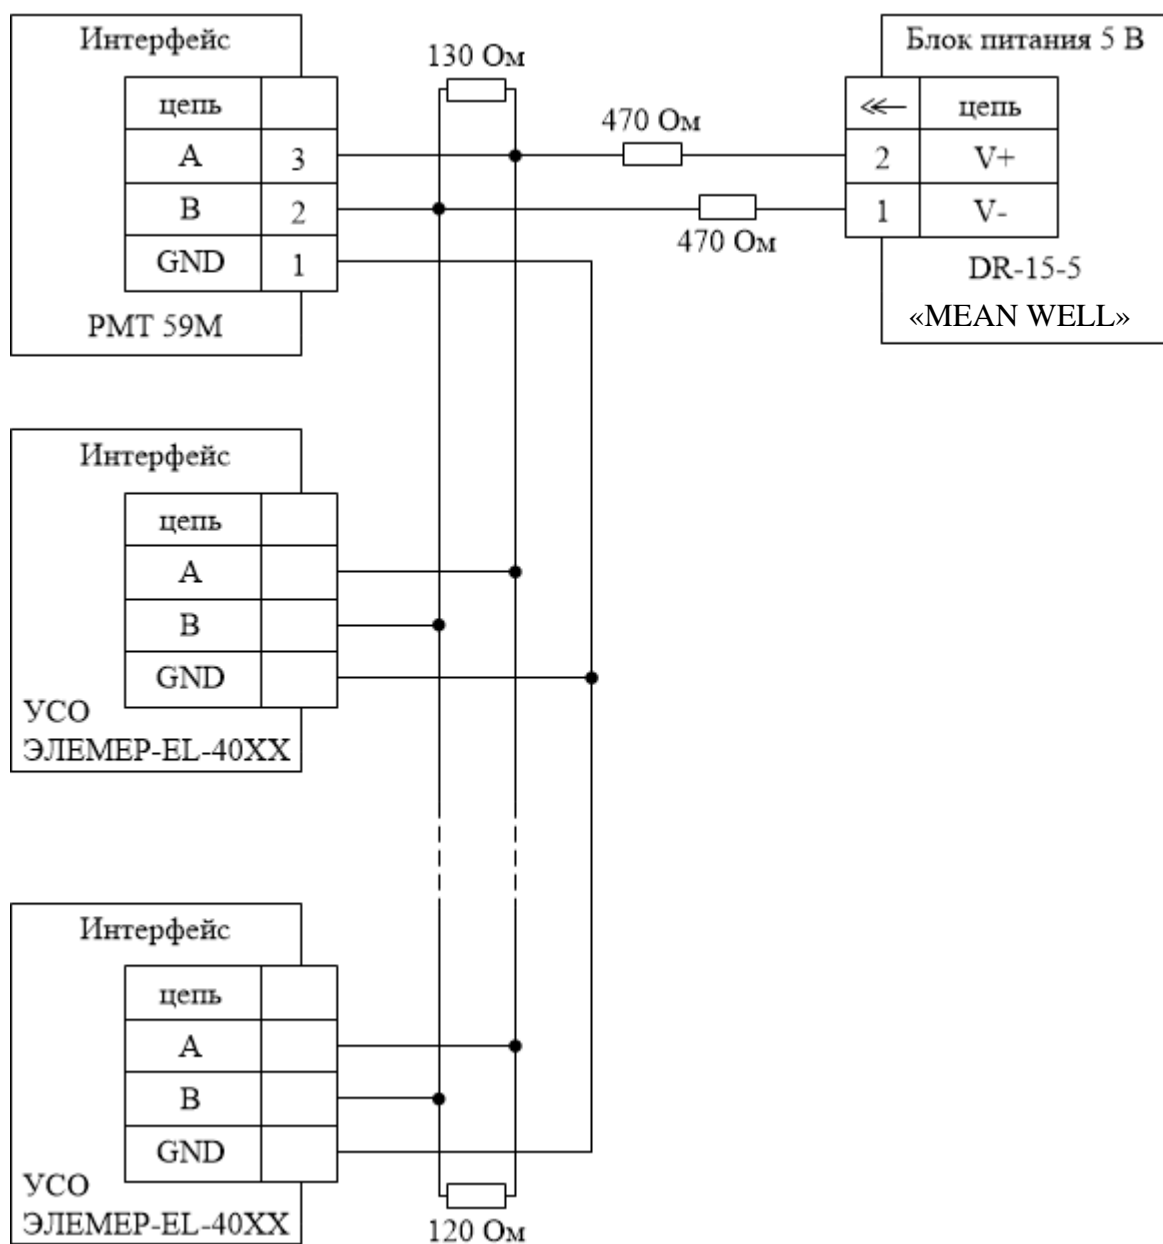 Интерфейс
цепь
A 3
B 2
GND 1
РМТ 59М
130 Ом
470 Ом
470 Ом
Блок питания 5 В
цепь
2 V+
1 V-
DR-15-5
«MEAN WELL»
Интерфейс
цепь
A
B
GND
УСО
ЭЛЕМЕР-EL-40XX
Интерфейс
цепь
A
B
GND
УСО
ЭЛЕМЕР-EL-40XX
120 Ом